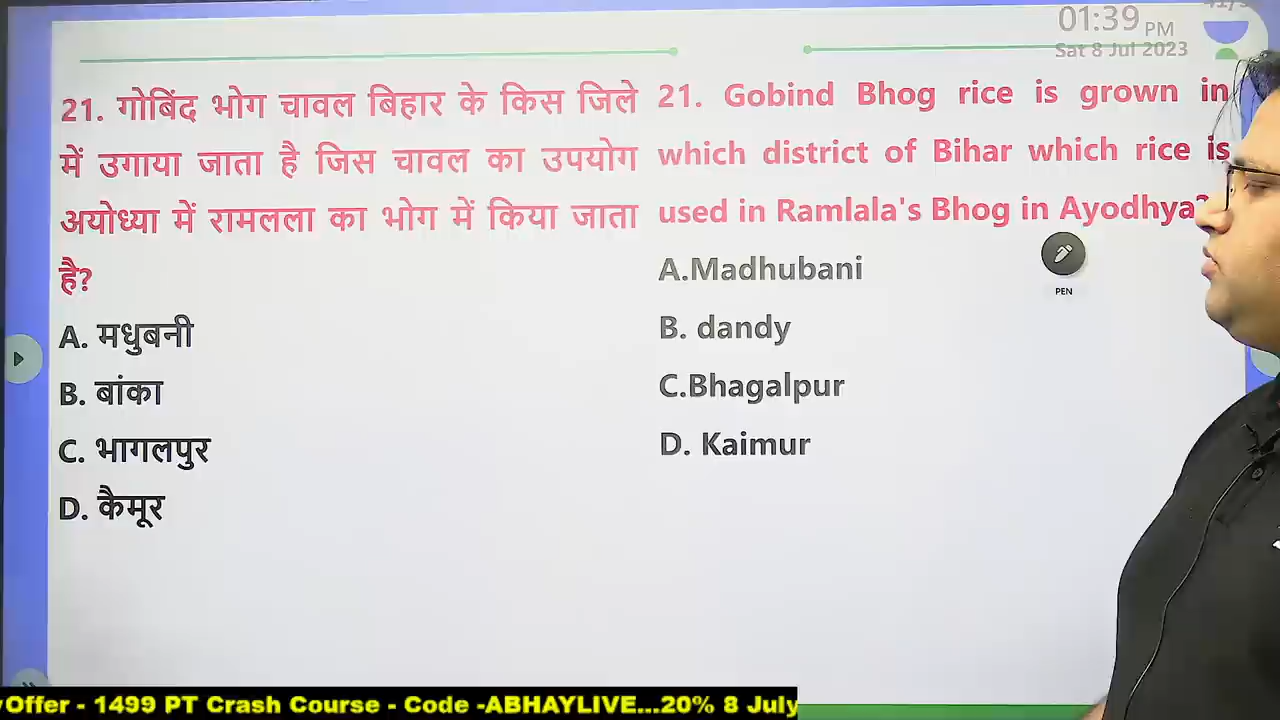 01:39 PM
Sat 8 Jul 2023
21. गोबिंद भोग चावल बिहार के किस जिले
में उगाया जाता है जिस चावल का उपयोग
अयोध्या में रामलला का भोग में किया जाता
है?
A. मधुबनी
B. बांका
C. भागलपुर
D. कैमूर
21. Gobind Bhog rice is grown in
which district of Bihar which rice is
used in Ramlala's Bhog in Ayodhya?
A.Madhubani
B. dandy
C.Bhagalpur
D. Kaimur
PEN
Offer - 1499 PT Crash Course - Code -ABHAYLIVE...20% 8 July